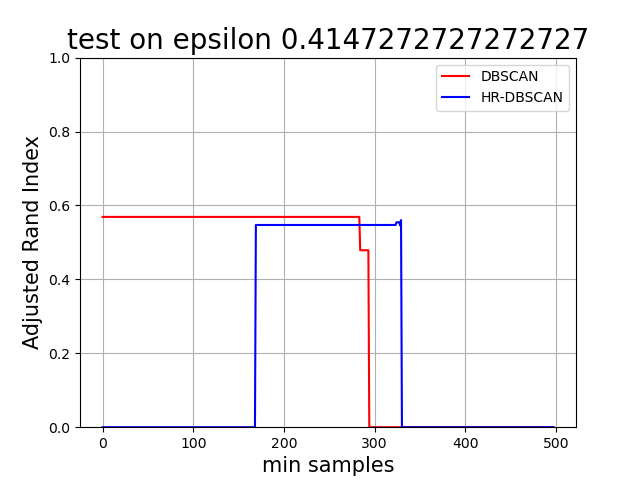 test on epsilon 0.4147272727272727
DBSCAN
HR-DBSCAN
Adjusted Rand Index
1.0
0.8
0.6
0.4
0.2
0.0
0 100 200 300 400 500
min samples